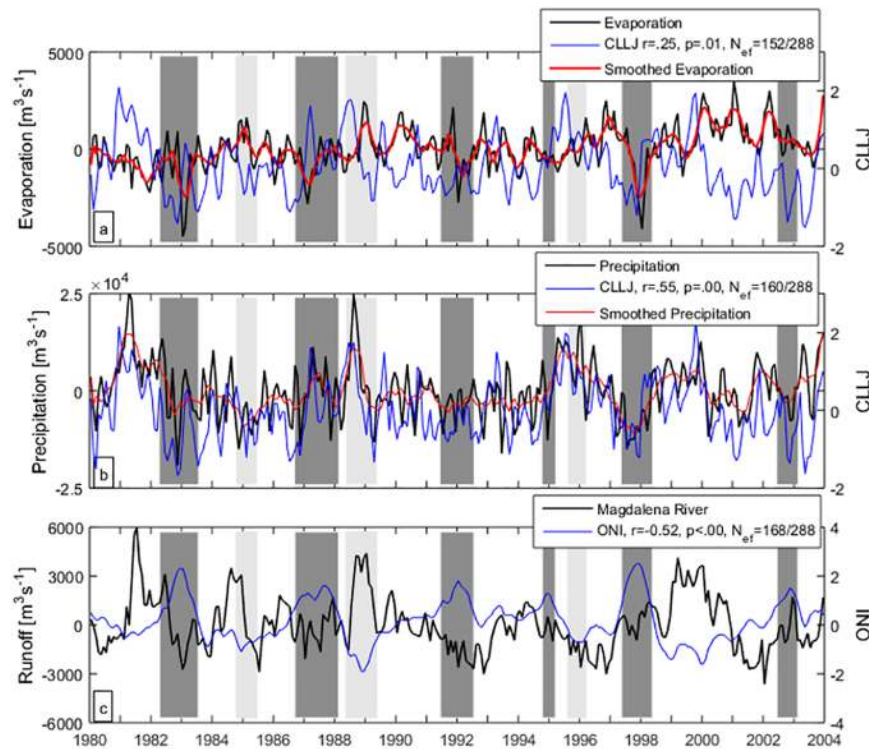 Evaporation
CLLJ r=.25, p=.01, N_ef=152/288
Smoothed Evaporation
5000
0
-5000
Evaporation [m³s⁻¹]
a
2
0
-2
CLLJ
Precipitation
CLLJ, r=.55, p=.00, N_ef=160/288
Smoothed Precipitation
× 10⁴
2.5
0
-2.5
Precipitation [m³s⁻¹]
b
2
0
-2
CLLJ
Magdalena River
ONI, r=-0.52, p<.00, N_ef=168/288
6000
3000
0
-3000
-6000
Runoff [m³s⁻¹]
c
4
2
0
-2
-4
ONI
1980 1982 1984 1986 1988 1990 1992 1994 1996 1998 2000 2002 2004